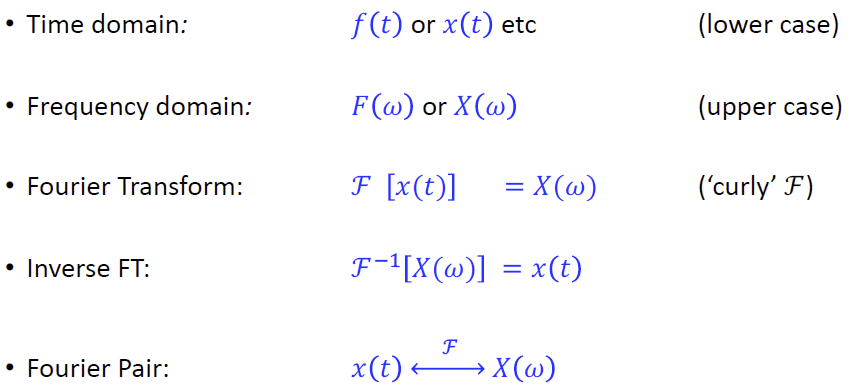 • Time domain: f(t) or x(t) etc (lower case)
• Frequency domain: F(ω) or X(ω) (upper case)
• Fourier Transform: ℱ [x(t)] = X(ω) (‘curly’ ℱ)
• Inverse FT: ℱ⁻¹[X(ω)] = x(t)
• Fourier Pair: x(t) ⟷^ℱ X(ω)